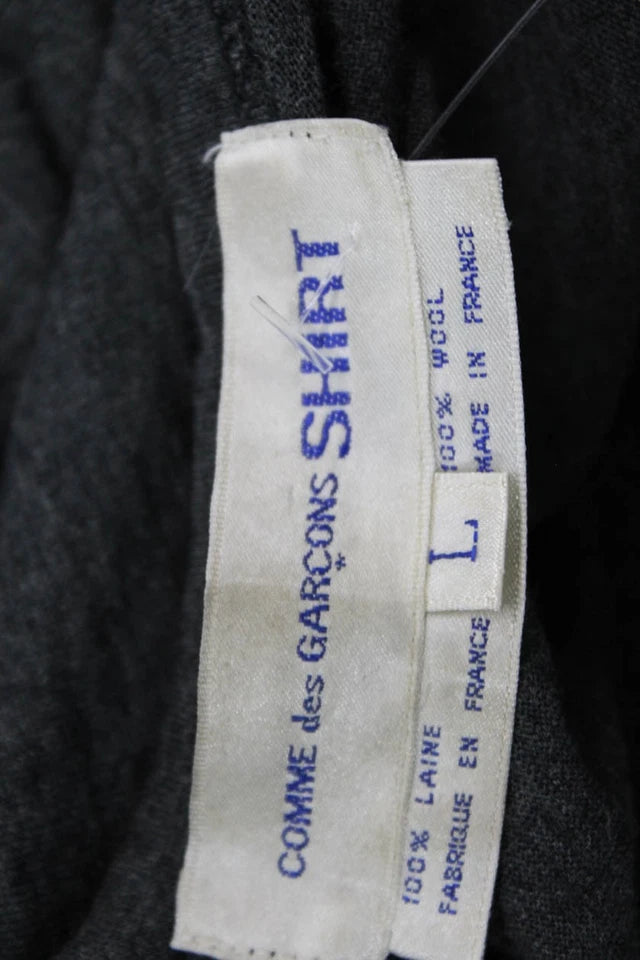 COMME des GARÇONS SHIRT
100% LAINE 100% WOOL
FABRIQUE EN FRANCE MADE IN FRANCE
L